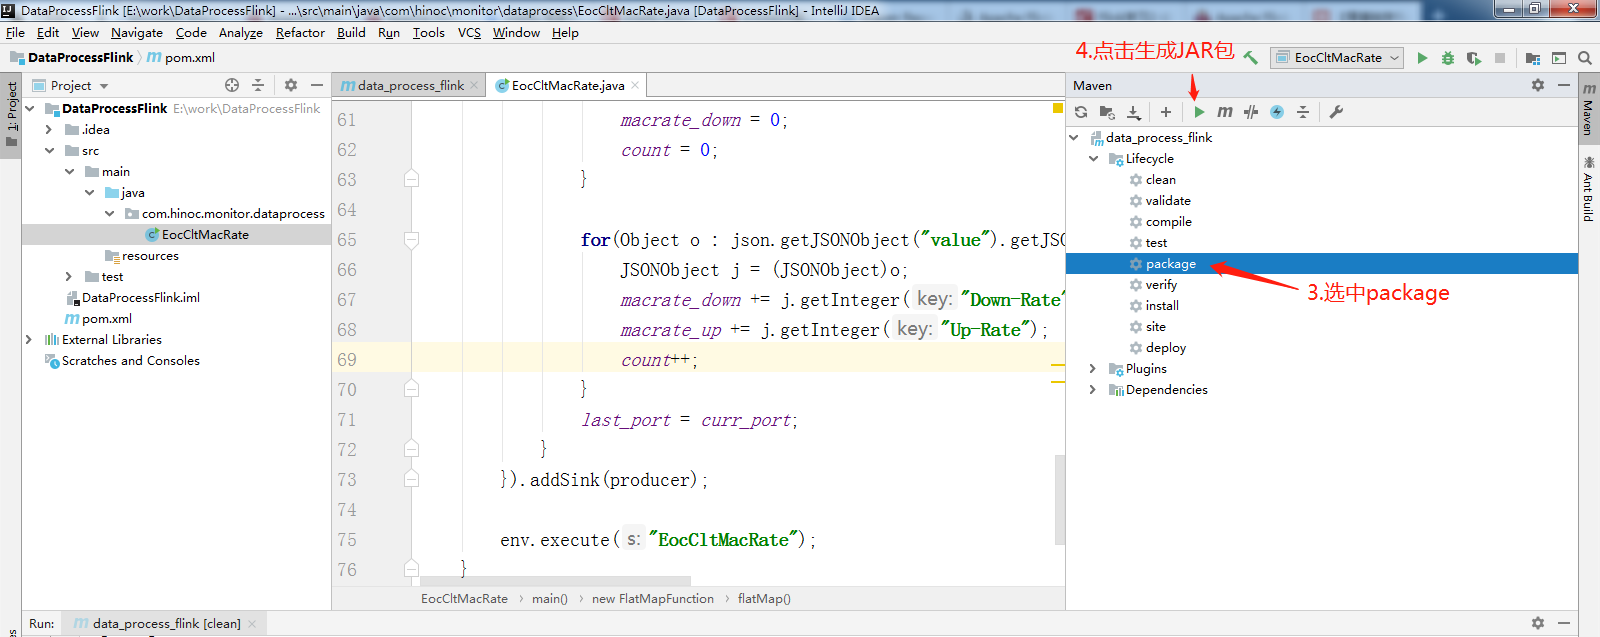 DataProcessFlink [E:\work\DataProcessFlink] - ...\src\main\java\com\hinoc\monitor\dataprocess\EocCltMacRate.java [DataProcessFlink] - IntelliJ IDEA
File Edit View Navigate Code Analyze Refactor Build Run Tools VCS Window Help
DataProcessFlink pom.xml
4.点击生成JAR包
EocCltMacRate
1: Project
Project
DataProcessFlink E:\work\DataProcessFlink
.idea
src
main
java
com.hinoc.monitor.dataprocess
EocCltMacRate
resources
test
DataProcessFlink.iml
pom.xml
External Libraries
Scratches and Consoles
data_process_flink EocCltMacRate.java
61 macrate_down = 0;
62 count = 0;
63 }
64
65 for(Object o : json.getJSONObject("value").getJSO
66 JSONObject j = (JSONObject)o;
67 macrate_down += j.getInteger( key: "Down-Rate"
68 macrate_up += j.getInteger( key: "Up-Rate");
69 count++;
70 }
71 last_port = curr_port;
72 }
73 }).addSink(producer);
74
75 env.execute( s: "EocCltMacRate");
76 }
EocCltMacRate main() new FlatMapFunction flatMap()
Maven
data_process_flink
Lifecycle
clean
validate
compile
test
package
verify
install
site
deploy
Plugins
Dependencies
3.选中package
Maven
Ant Build
Run: data_process_flink [clean]